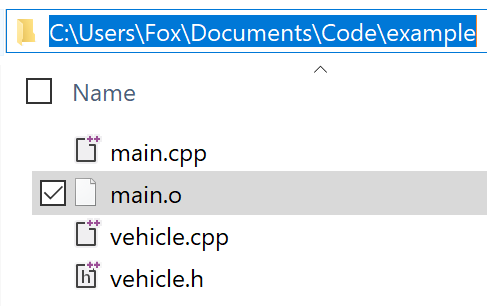 C:\Users\Fox\Documents\Code\example
Name
main.cpp
main.o
vehicle.cpp
vehicle.h